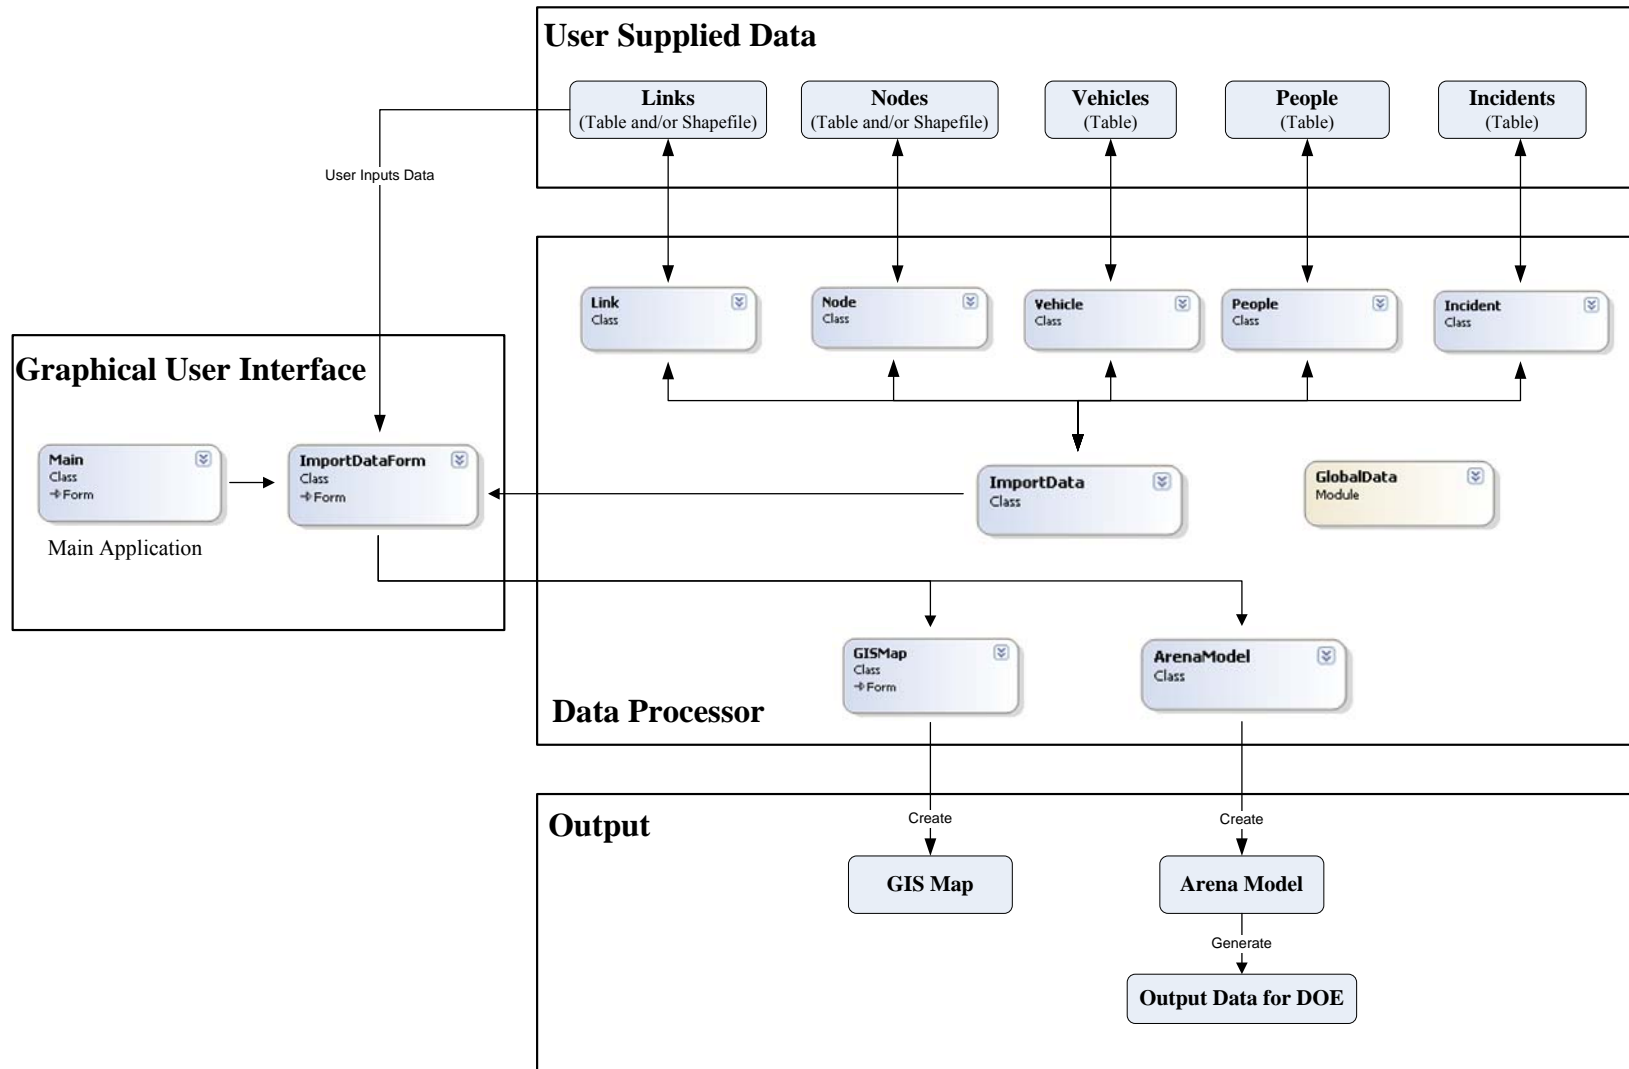 User Supplied Data
Links
(Table and/or Shapefile)
Nodes
(Table and/or Shapefile)
Vehicles
(Table)
People
(Table)
Incidents
(Table)
User Inputs Data
Link
Class
Node
Class
Vehicle
Class
People
Class
Incident
Class
Graphical User Interface
Main
Class
Form
Main Application
ImportDataForm
Class
Form
ImportData
Class
GlobalData
Module
GISMap
Class
Form
ArenaModel
Class
Data Processor
Output
Create
Create
GIS Map
Arena Model
Generate
Output Data for DOE